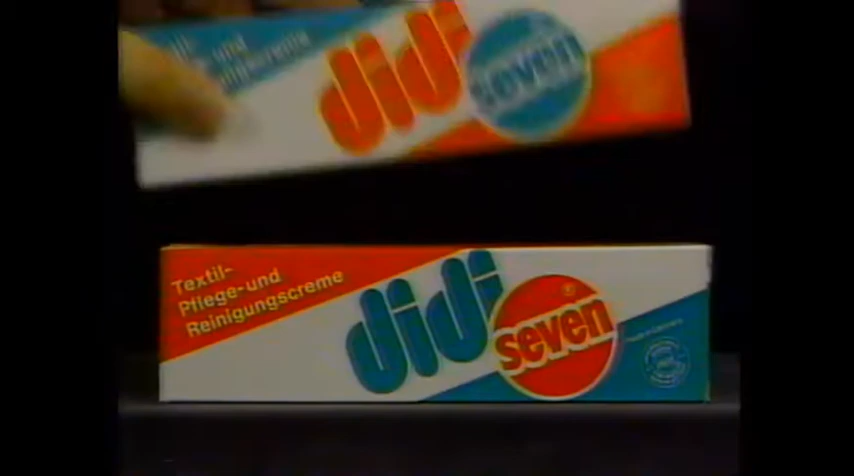 didi
seven
Textil-
Pflege-und
Reinigungscreme
didi
seven ®